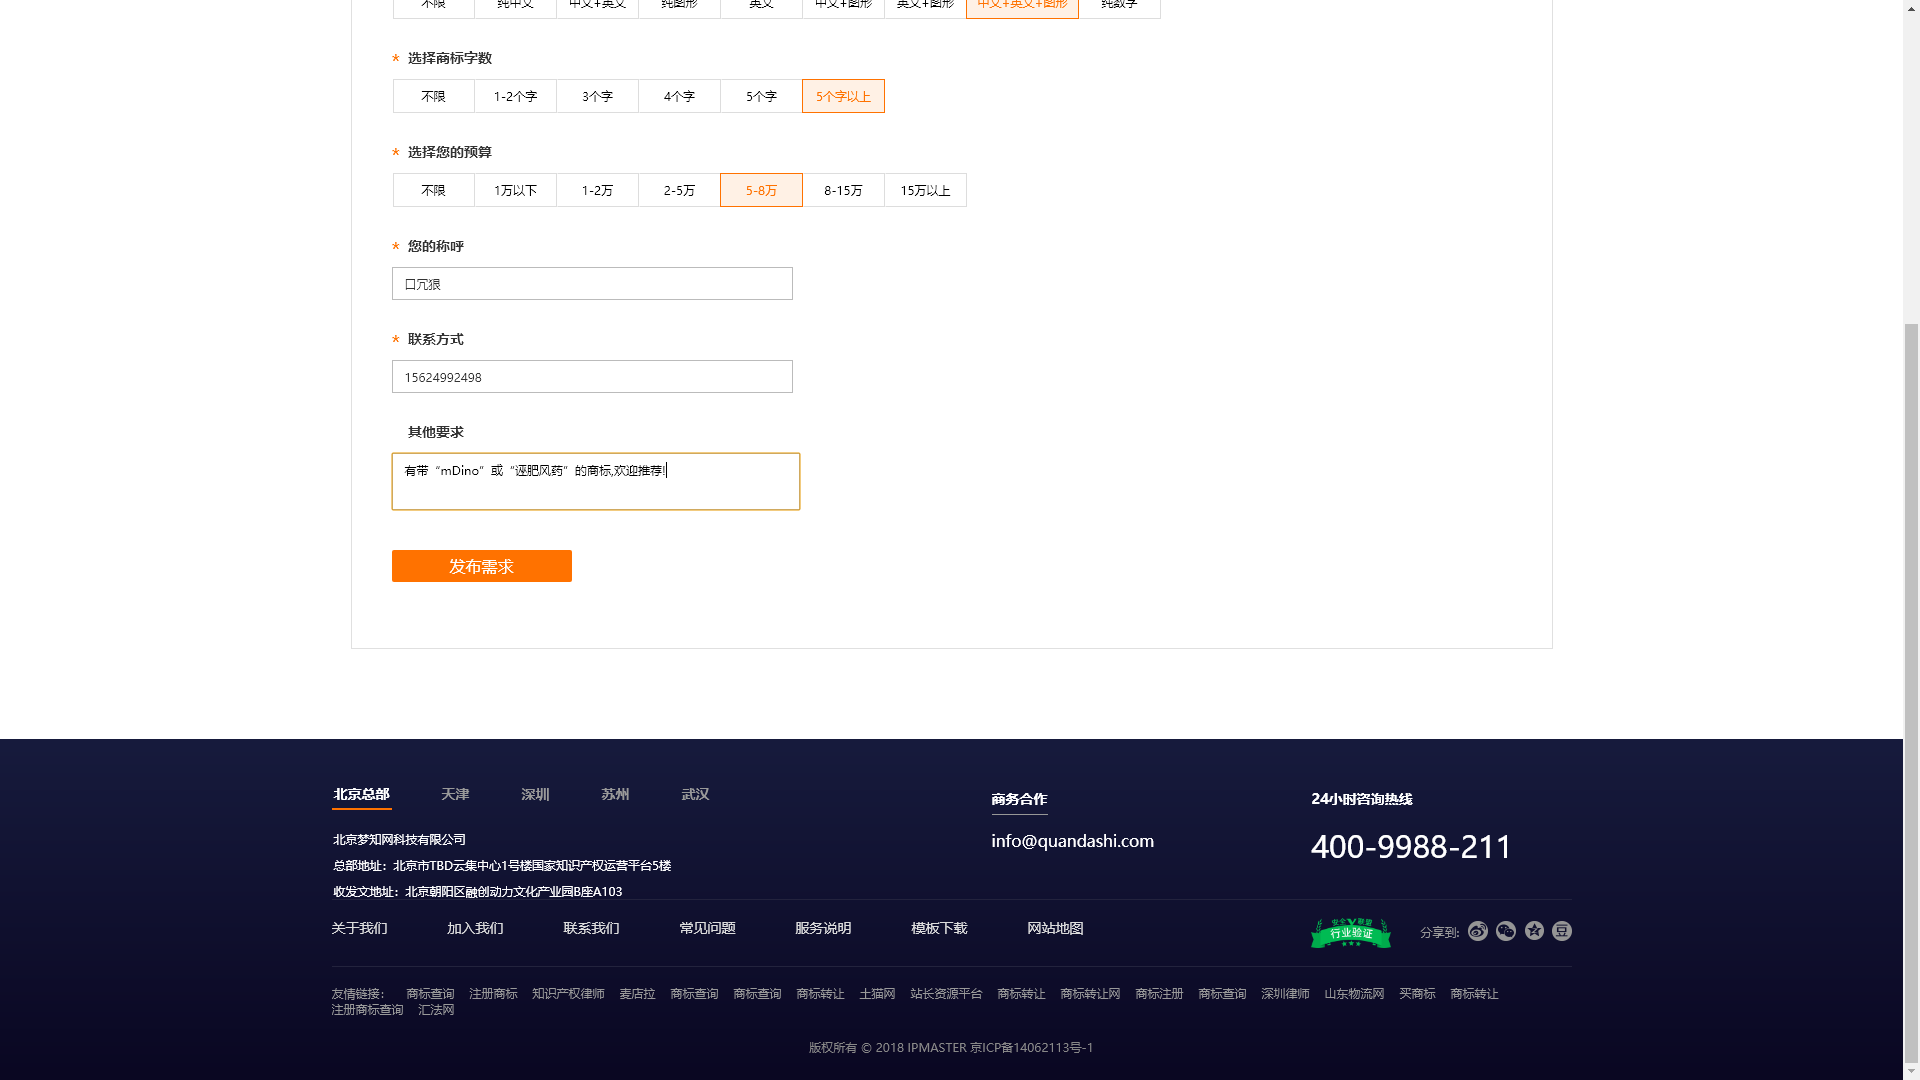 不限 纯中文 中文+英文 纯图形 英文 中文+图形 英文+图形 中文+英文+图形 纯数字
* 选择商标字数
不限 1-2个字 3个字 4个字 5个字 5个字以上
* 选择您的预算
不限 1万以下 1-2万 2-5万 5-8万 8-15万 15万以上
* 您的称呼
口冗狠
* 联系方式
15624992498
其他要求
有带“mDino”或“诬肥风药”的商标,欢迎推荐!
发布需求
北京总部 天津 深圳 苏州 武汉
北京梦知网科技有限公司
总部地址：北京市TBD云集中心1号楼国家知识产权运营平台5楼
收发文地址：北京朝阳区融创动力文化产业园B座A103
商务合作
info@quandashi.com
24小时咨询热线
400-9988-211
关于我们 加入我们 联系我们 常见问题 服务说明 模板下载 网站地图
安全联盟
行业验证
分享到:
友情链接： 商标查询 注册商标 知识产权律师 麦店拉 商标查询 商标查询 商标转让 土猫网 站长资源平台 商标转让 商标转让网 商标注册 商标查询 深圳律师 山东物流网 买商标 商标转让
注册商标查询 汇法网
版权所有 © 2018 IPMASTER 京ICP备14062113号-1